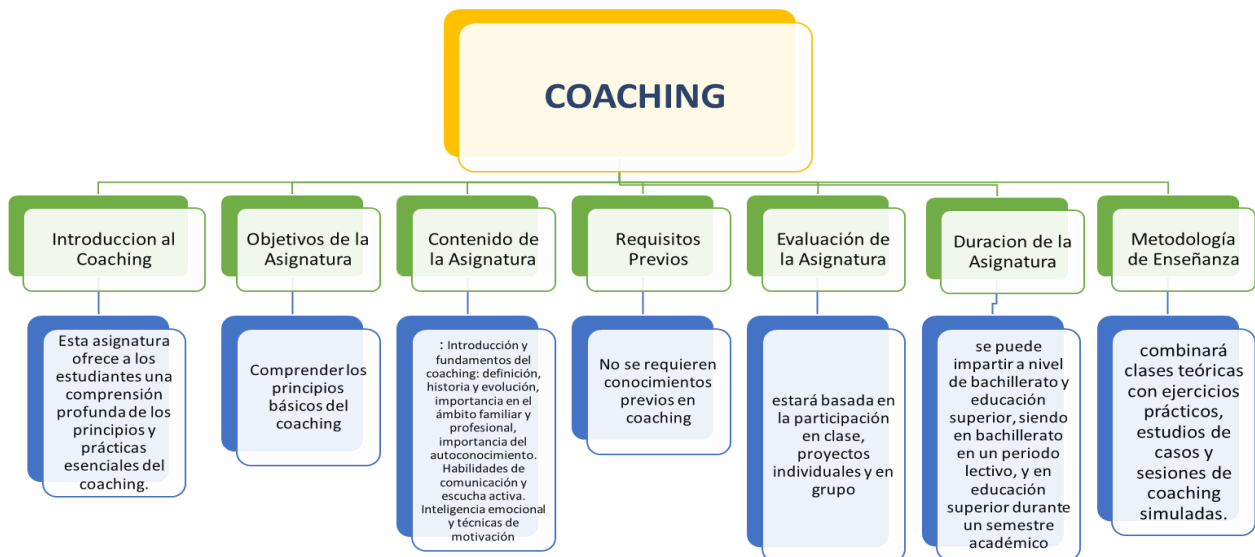 COACHING
Introduccion al
Coaching
Objetivos de la
Asignatura
Contenido de
la Asignatura
Requisitos
Previos
Evaluación de
la Asignatura
Duracion de la
Asignatura
Metodología
de Enseñanza
Esta asignatura
ofrece a los
estudiantes una
comprensión
profunda de los
principios y
prácticas
esenciales del
coaching.
Comprender los
principios
básicos del
coaching
: Introducción y
fundamentos del
coaching: definición,
historia y evolución,
importancia en el
ámbito familiar y
profesional,
importancia del
autoconocimiento.
Habilidades de
comunicación y
escucha activa.
Inteligencia emocional
y técnicas de
motivación
No se requieren
conocimientos
previos en
coaching
estará basada en
la participación
en clase,
proyectos
individuales y en
grupo
se puede
impartir a nivel
de bachillerato y
educación
superior, siendo
en bachillerato
en un periodo
lectivo, y en
educación
superior durante
un semestre
académico
combinará
clases teóricas
con ejercicios
prácticos,
estudios de
casos y
sesiones de
coaching
simuladas.